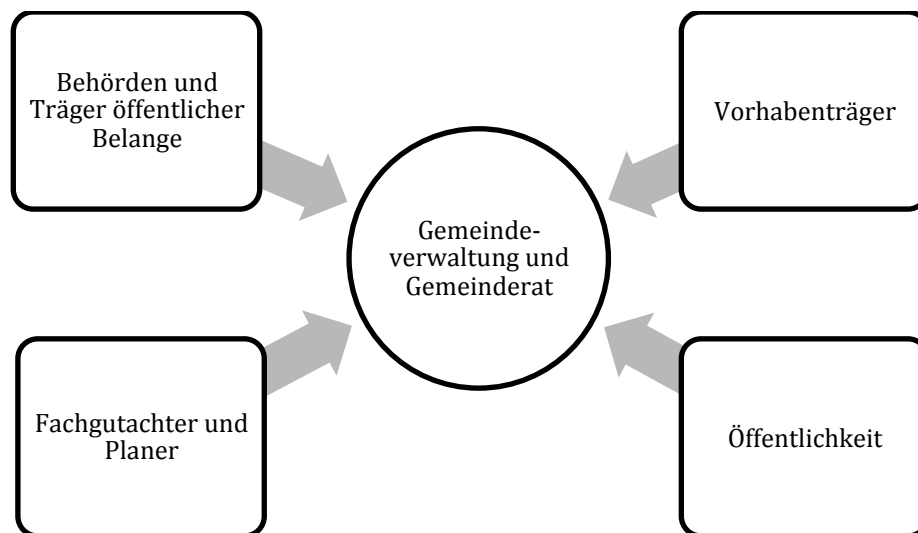 Behörden und
Träger öffentlicher
Belange
Vorhabenträger
Gemeinde-
verwaltung und
Gemeinderat
Fachgutachter und
Planer
Öffentlichkeit